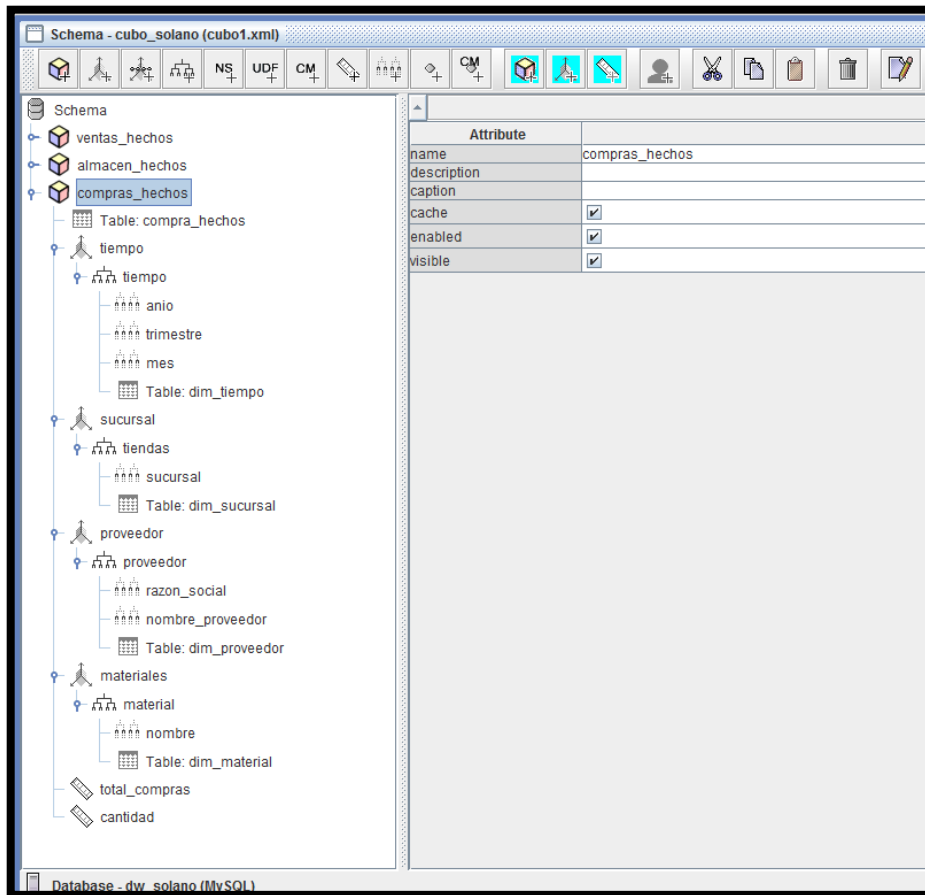 Schema - cubo_solano (cubo1.xml)
NS UDF CM CM
Schema
ventas_hechos
almacen_hechos
compras_hechos
Table: compra_hechos
tiempo
tiempo
anio
trimestre
mes
Table: dim_tiempo
sucursal
tiendas
sucursal
Table: dim_sucursal
proveedor
proveedor
razon_social
nombre_proveedor
Table: dim_proveedor
materiales
material
nombre
Table: dim_material
total_compras
cantidad
Attribute
name compras_hechos
description
caption
cache
enabled
visible
Database - dw_solano (MySQL)